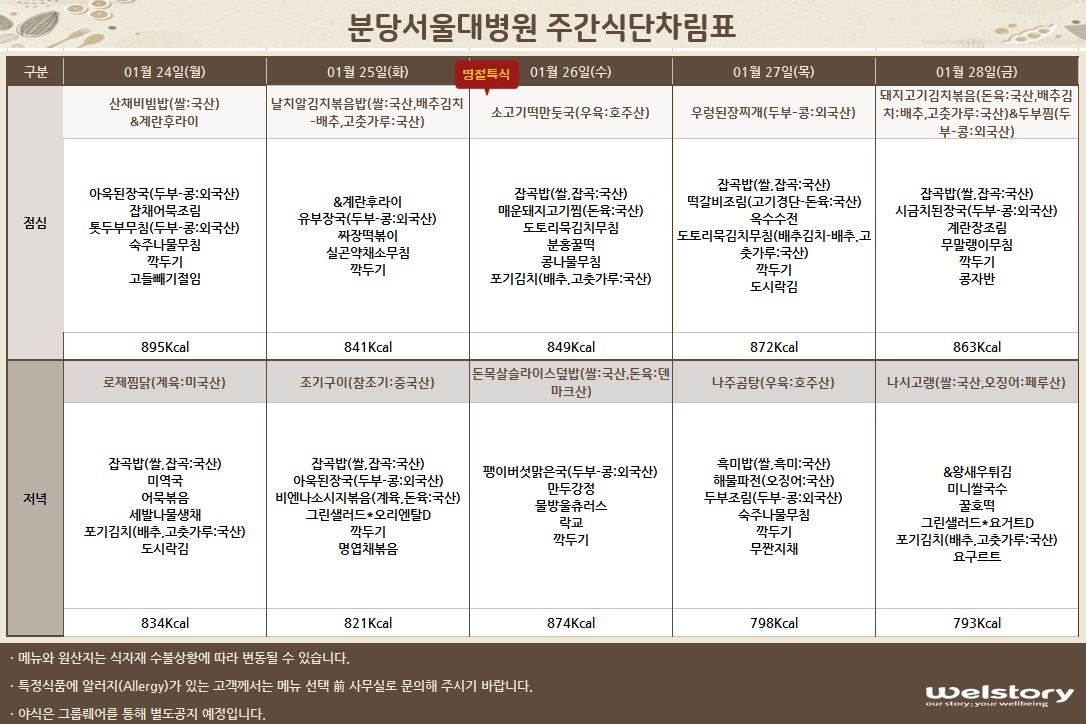 분당서울대병원 주간식단차림표
구분
01월 24일(월)
01월 25일(화)
명절특식
01월 26일(수)
01월 27일(목)
01월 28일(금)
점심
산채비빔밥(쌀:국산)
&계란후라이
날치알김치볶음밥(쌀:국산,배추김치
-배추,고춧가루:국산)
소고기떡만둣국(우육:호주산)
우렁된장찌개(두부-콩:외국산)
돼지고기김치볶음(돈육:국산,배추김
치:배추,고춧가루:국산)&두부찜(두
부-콩:외국산)
아욱된장국(두부-콩:외국산)
잡채어묵조림
톳두부무침(두부-콩:외국산)
숙주나물무침
깍두기
고들빼기절임
&계란후라이
유부장국(두부-콩:외국산)
짜장떡볶이
실곤약채소무침
깍두기
잡곡밥(쌀,잡곡:국산)
매운돼지고기찜(돈육:국산)
도토리묵김치무침
분홍꿀떡
콩나물무침
포기김치(배추,고춧가루:국산)
잡곡밥(쌀,잡곡:국산)
떡갈비조림(고기경단-돈육:국산)
옥수수전
도토리묵김치무침(배추김치-배추,고
춧가루:국산)
깍두기
도시락김
잡곡밥(쌀,잡곡:국산)
시금치된장국(두부-콩:외국산)
계란장조림
무말랭이무침
깍두기
콩자반
895Kcal
841Kcal
849Kcal
872Kcal
863Kcal
저녁
로제찜닭(계육:미국산)
조기구이(참조기:중국산)
돈목살슬라이스덮밥(쌀:국산,돈육:덴
마크산)
나주곰탕(우육:호주산)
나시고랭(쌀:국산,오징어:페루산)
잡곡밥(쌀,잡곡:국산)
미역국
어묵볶음
세발나물생채
포기김치(배추,고춧가루:국산)
도시락김
잡곡밥(쌀,잡곡:국산)
아욱된장국(두부-콩:외국산)
비엔나소시지볶음(계육,돈육:국산)
그린샐러드*오리엔탈D
깍두기
명엽채볶음
팽이버섯맑은국(두부-콩:외국산)
만두강정
물방울츄러스
락교
깍두기
흑미밥(쌀,흑미:국산)
해물파전(오징어:국산)
두부조림(두부-콩:외국산)
숙주나물무침
깍두기
무짠지채
&왕새우튀김
미니쌀국수
꿀호떡
그린샐러드*요거트D
포기김치(배추,고춧가루:국산)
요구르트
834Kcal
821Kcal
874Kcal
798Kcal
793Kcal
· 메뉴와 원산지는 식자재 수불상황에 따라 변동될 수 있습니다.
· 특정식품에 알러지(Allergy)가 있는 고객께서는 메뉴 선택 前 사무실로 문의해 주시기 바랍니다.
· 야식은 그룹웨어를 통해 별도공지 예정입니다.
welstory
our story; your wellbeing